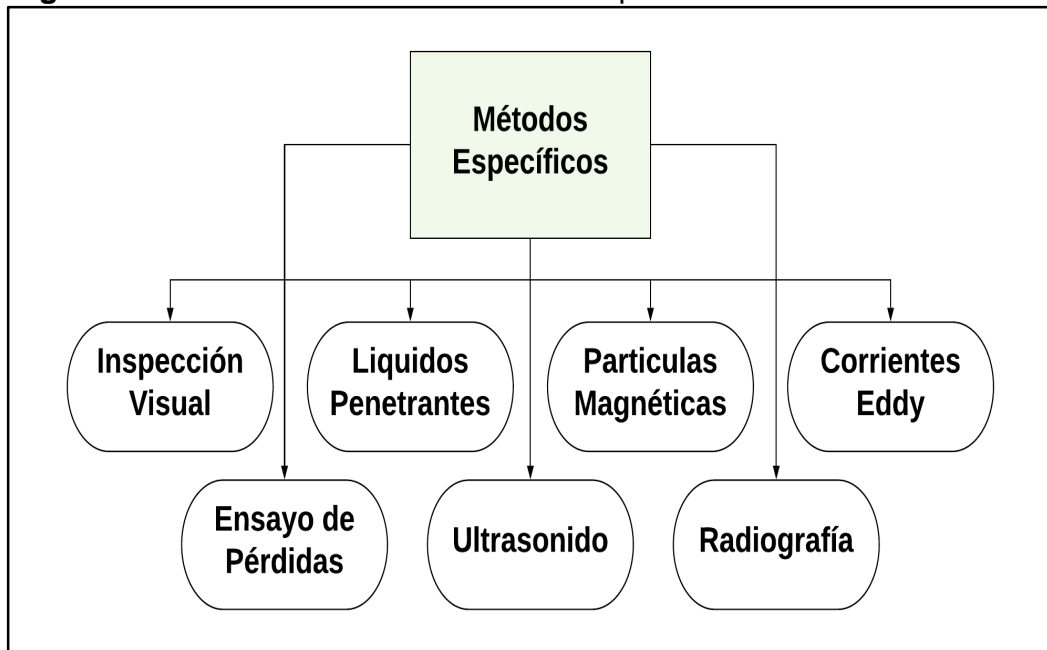 Métodos
Específicos
Inspección
Visual
Liquidos
Penetrantes
Particulas
Magnéticas
Corrientes
Eddy
Ensayo de
Pérdidas
Ultrasonido
Radiografía